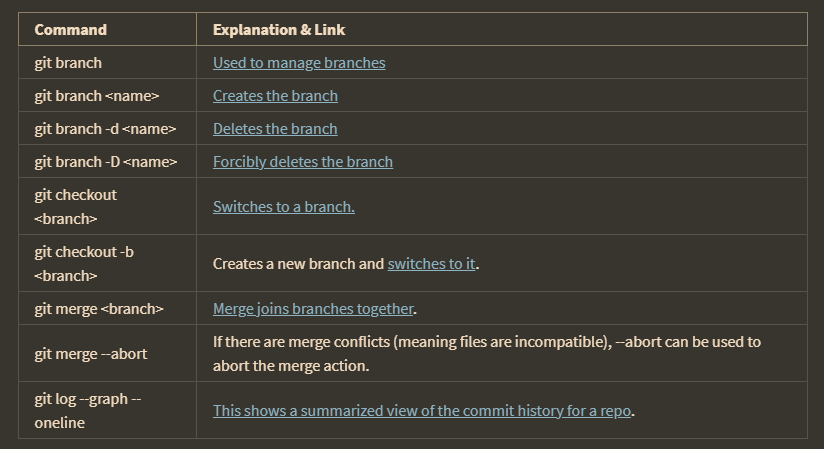 Command Explanation & Link
git branch Used to manage branches
git branch <name> Creates the branch
git branch -d <name> Deletes the branch
git branch -D <name> Forcibly deletes the branch
git checkout
<branch> Switches to a branch.
git checkout -b
<branch> Creates a new branch and switches to it.
git merge <branch> Merge joins branches together.
git merge --abort If there are merge conflicts (meaning files are incompatible), --abort can be used to
abort the merge action.
git log --graph --
oneline This shows a summarized view of the commit history for a repo.